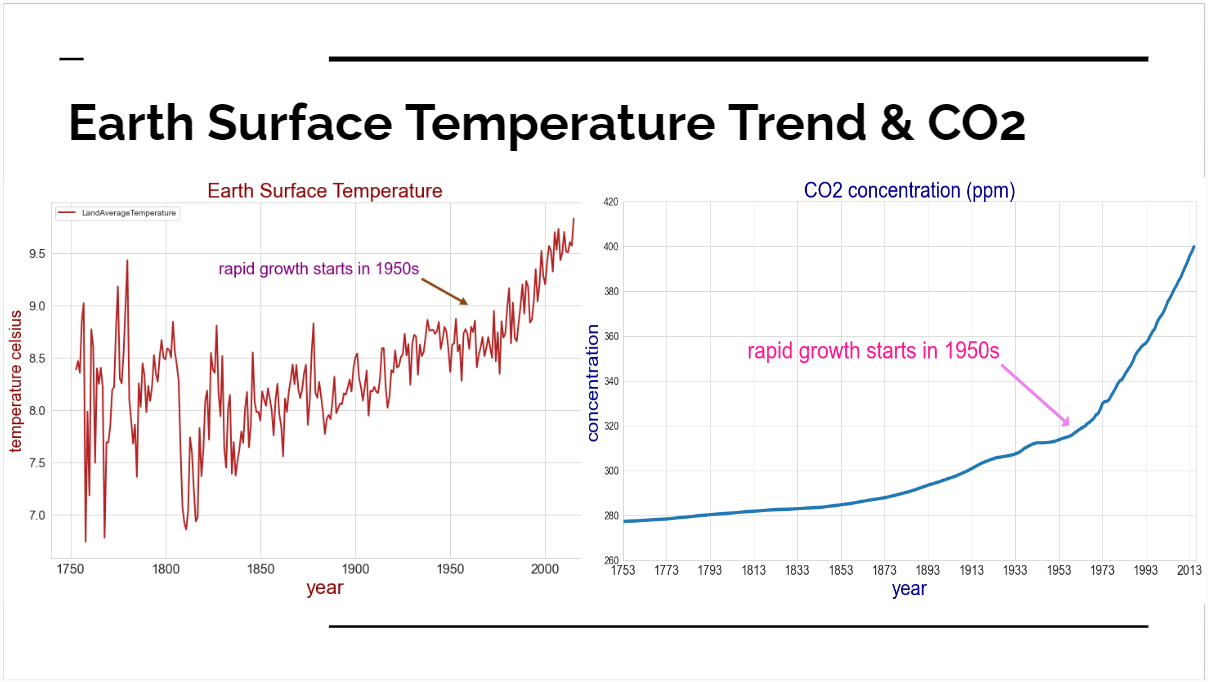 Earth Surface Temperature Trend & CO2
Earth Surface Temperature
LandAverageTemperature
rapid growth starts in 1950s
temperature celsius
9.5
9.0
8.5
8.0
7.5
7.0
1750 1800 1850 1900 1950 2000
year
CO2 concentration (ppm)
rapid growth starts in 1950s
concentration
420
400
380
360
340
320
300
280
260
1753 1773 1793 1813 1833 1853 1873 1893 1913 1933 1953 1973 1993 2013
year